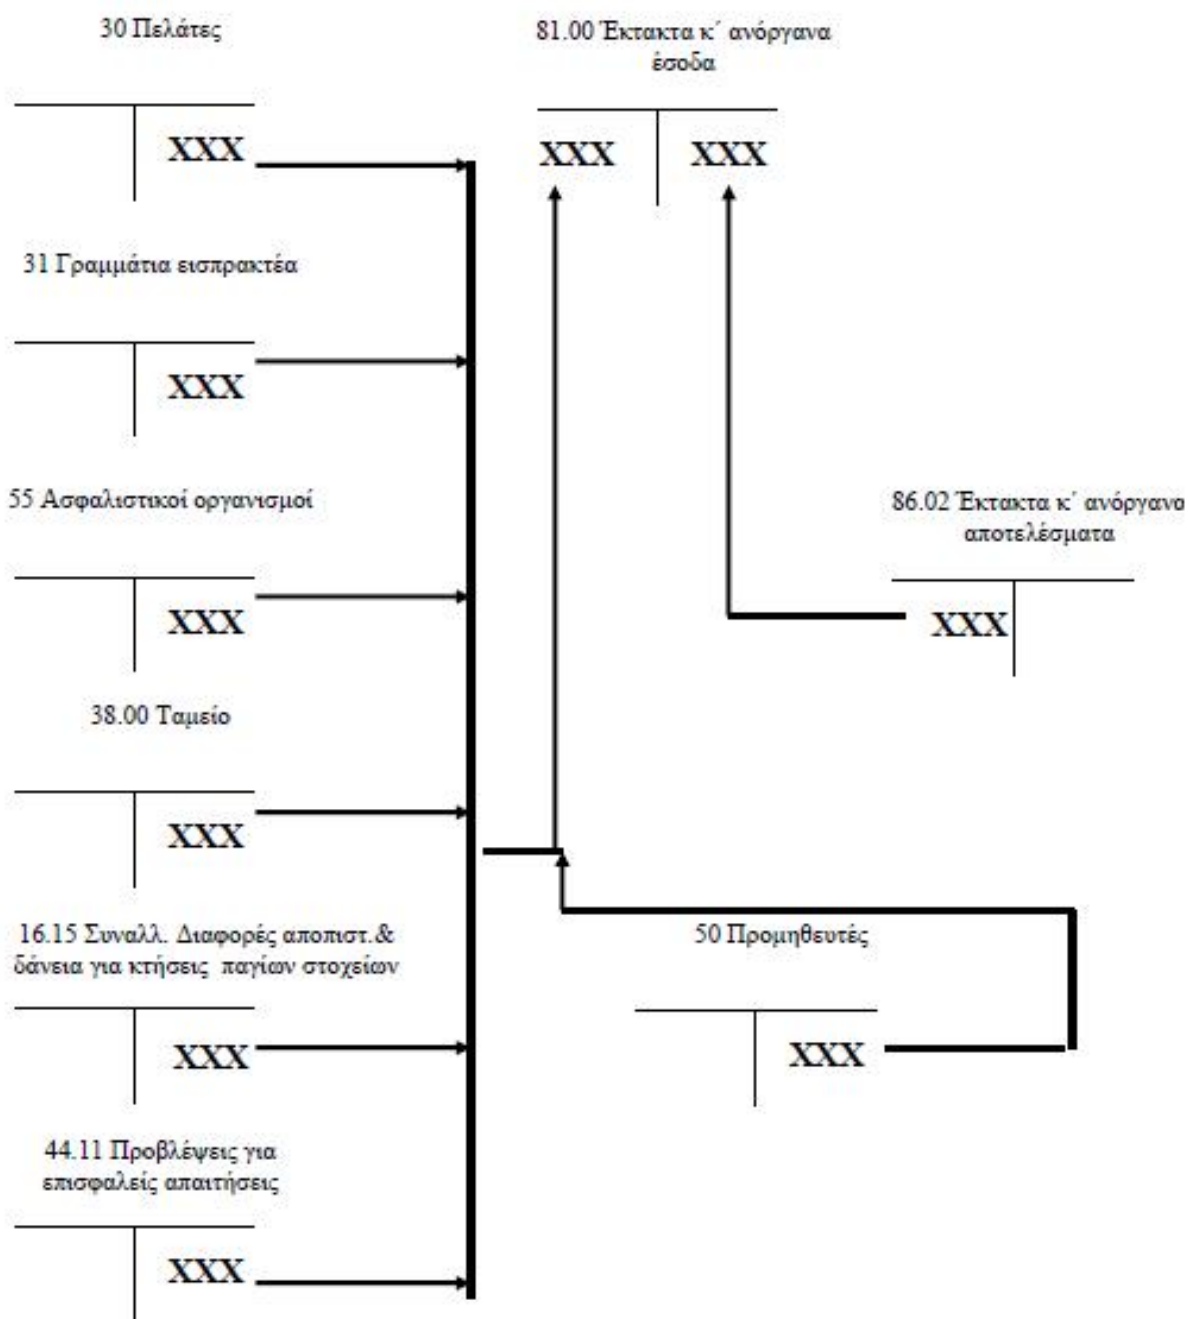 30 Πελάτες
81.00 Έκτακτα κ΄ ανόργανα
έσοδα
XXX
XXX
XXX
31 Γραμμάτια εισπρακτέα
XXX
55 Ασφαλιστικοί οργανισμοί
86.02 Έκτακτα κ΄ ανόργανα
αποτελέσματα
XXX
XXX
38.00 Ταμείο
XXX
16.15 Συναλλ. Διαφορές αποπιστ.&
δάνεια για κτήσεις παγίων στοχείων
50 Προμηθευτές
XXX
XXX
44.11 Προβλέψεις για
επισφαλείς απαιτήσεις
XXX